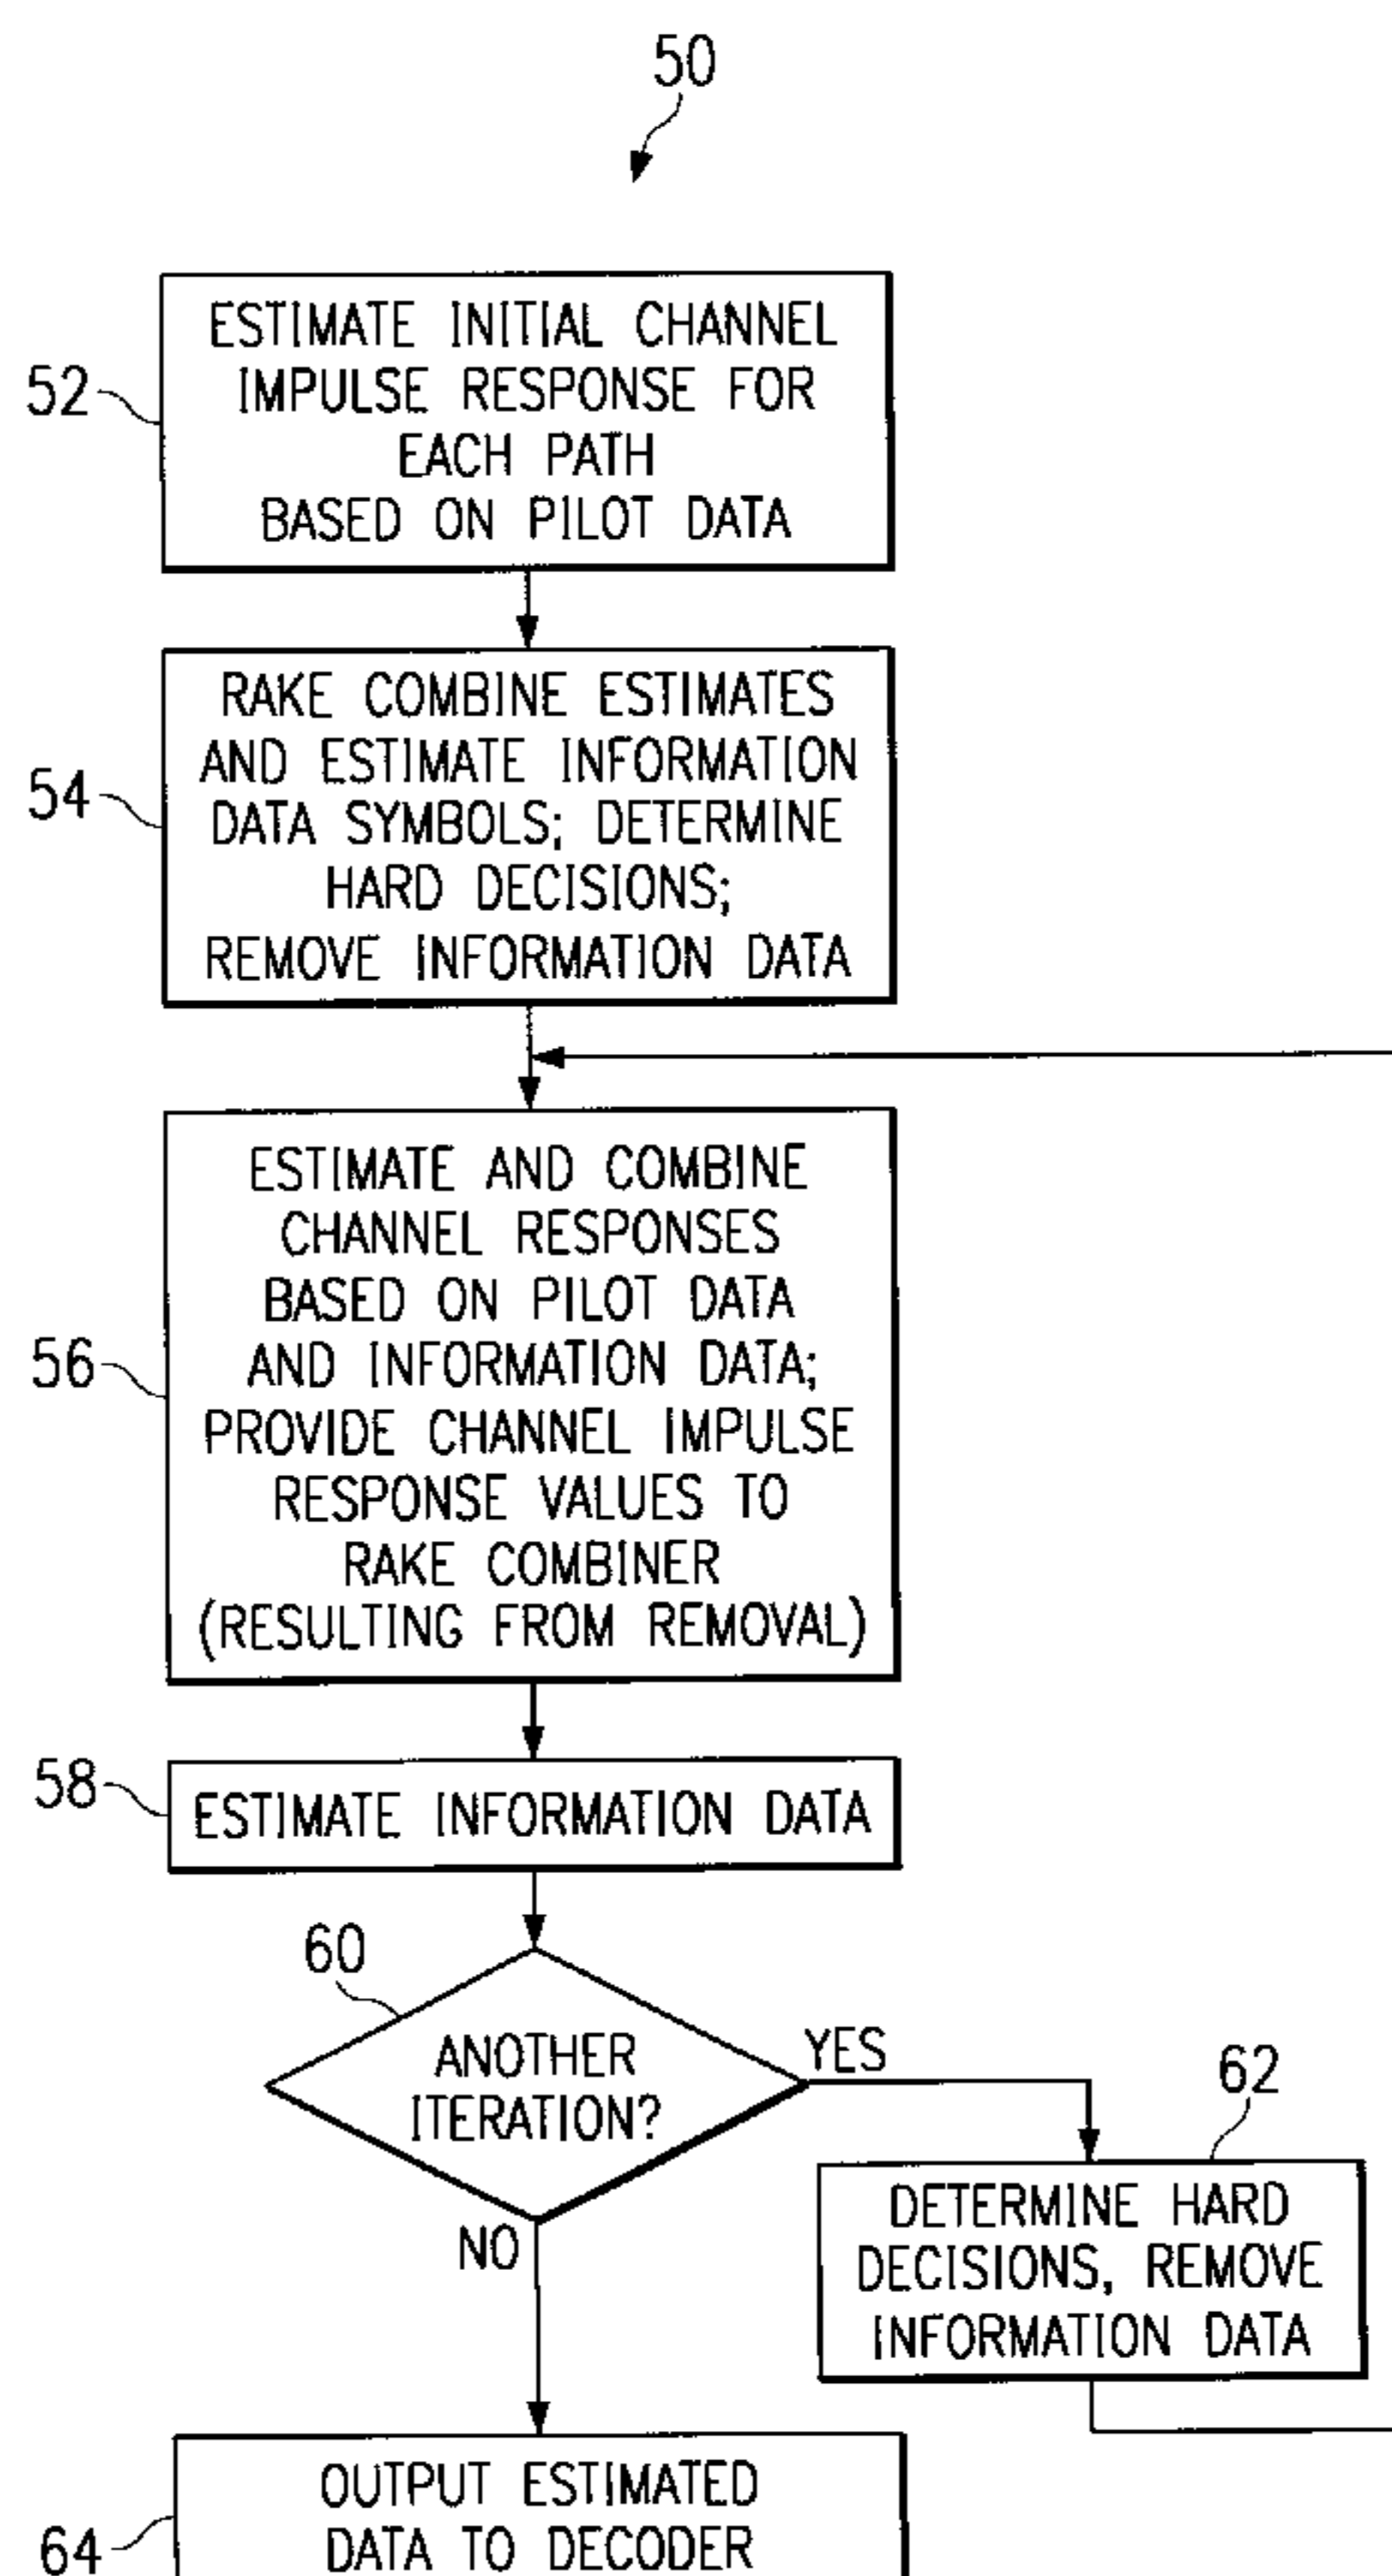 50
52
ESTIMATE INITIAL CHANNEL
IMPULSE RESPONSE FOR
EACH PATH
BASED ON PILOT DATA
54
RAKE COMBINE ESTIMATES
AND ESTIMATE INFORMATION
DATA SYMBOLS; DETERMINE
HARD DECISIONS;
REMOVE INFORMATION DATA
56
ESTIMATE AND COMBINE
CHANNEL RESPONSES
BASED ON PILOT DATA
AND INFORMATION DATA;
PROVIDE CHANNEL IMPULSE
RESPONSE VALUES TO
RAKE COMBINER
(RESULTING FROM REMOVAL)
58
ESTIMATE INFORMATION DATA
60
ANOTHER
ITERATION?
YES
NO
62
DETERMINE HARD
DECISIONS, REMOVE
INFORMATION DATA
64
OUTPUT ESTIMATED
DATA TO DECODER